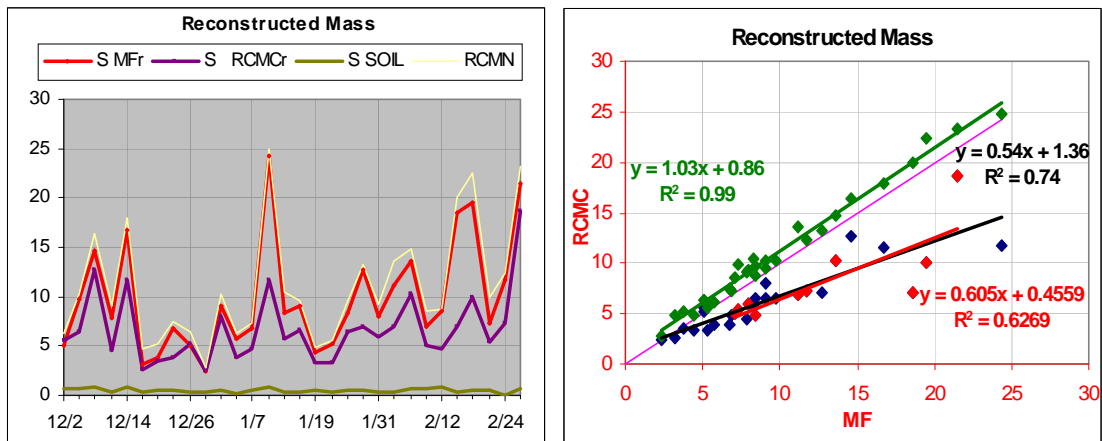 Reconstructed Mass
S MFr S RCMCr S SOIL RCMN
30
25
20
15
10
5
0
12/2 12/14 12/26 1/7 1/19 1/31 2/12 2/24
Reconstructed Mass
RCMC
30
25
20
15
10
5
0
y = 1.03x + 0.86
R² = 0.99
y = 0.54x + 1.36
R² = 0.74
y = 0.605x + 0.4559
R² = 0.6269
0 5 10 15 20 25 30
MF